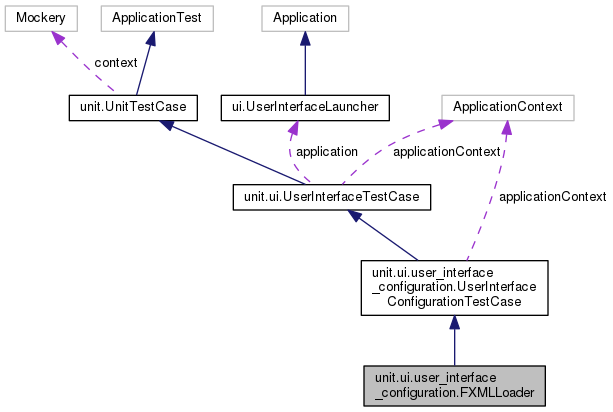 Mockery
ApplicationTest
Application
context
unit.UnitTestCase
ui.UserInterfaceLauncher
ApplicationContext
application
applicationContext
unit.ui.UserInterfaceTestCase
applicationContext
unit.ui.user_interface
_configuration.UserInterface
ConfigurationTestCase
unit.ui.user_interface
_configuration.FXMLLoader